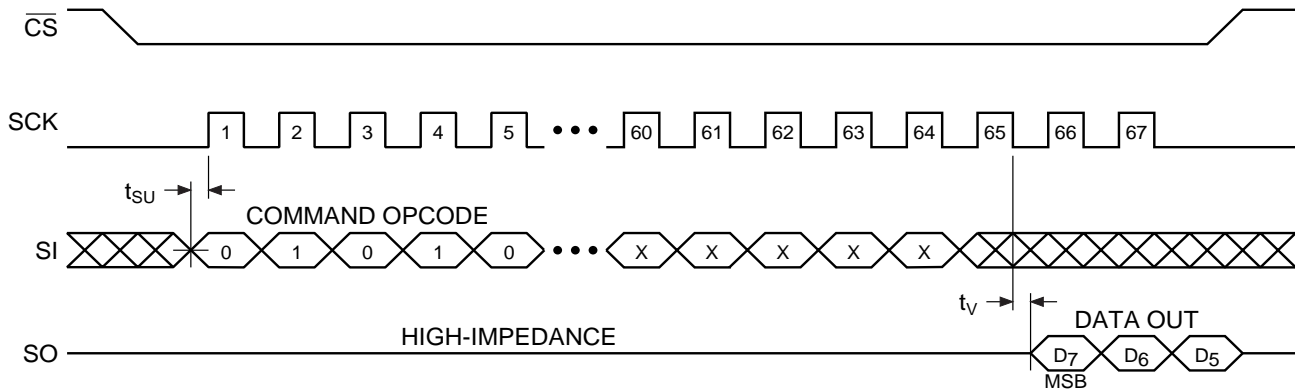 CS
SCK
1 2 3 4 5 ••• 60 61 62 63 64 65 66 67
tSU
COMMAND OPCODE
SI
0 1 0 1 0 ••• X X X X X
tV
HIGH-IMPEDANCE
DATA OUT
SO
D7 D6 D5
MSB